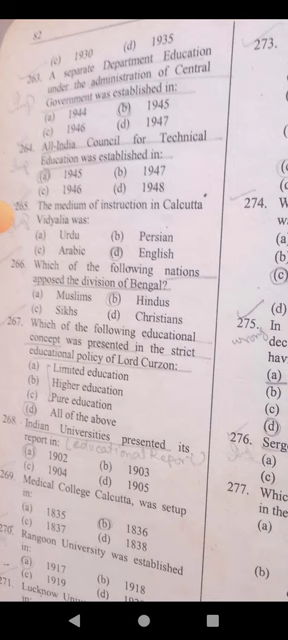 82
(c) 1930 (d) 1935
263. A separate Department Education
under the administration of Central
Government was established in:
(a) 1944 (b) 1945
(c) 1946 (d) 1947
264. All-India Council for Technical
Education was established in:
(a) 1945 (b) 1947
(c) 1946 (d) 1948
265. The medium of instruction in Calcutta
Vidyalia was:
(a) Urdu (b) Persian
(c) Arabic (d) English
266. Which of the following nations
apposed the division of Bengal?
(a) Muslims (b) Hindus
(c) Sikhs (d) Christians
267. Which of the following educational
concept was presented in the strict
educational policy of Lord Curzon:
(a) Limited education
(b) Higher education
(c) Pure education
(d) All of the above
268. Indian Universities presented its
report in: (educational Report)
(a) 1902 (b) 1903
(c) 1904 (d) 1905
269. Medical College Calcutta, was setup
in:
(a) 1835 (b) 1836
(c) 1837 (d) 1838
270. Rangoon University was established
in:
(a) 1917 (b) 1918
(c) 1919 (d)
271. Lucknow
in:
273.
(c)
274. W
wa
(a)
(b)
(c)
(d)
275. In
wrong dec
hav
(a)
(b)
(c)
(d)
276. Serg
(a)
(c)
277. Whic
in the
(a)
(b)